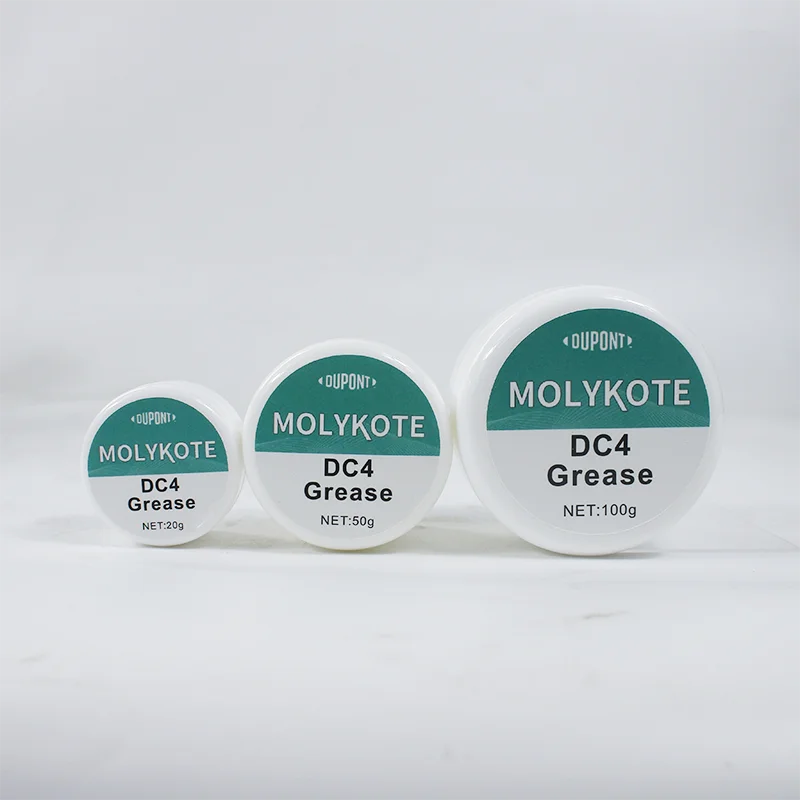 DUPONT
MOLYKOTE
DC4
Grease
NET:20g
DUPONT
MOLYKOTE
DC4
Grease
NET:50g
DUPONT
MOLYKOTE
DC4
Grease
NET:100g